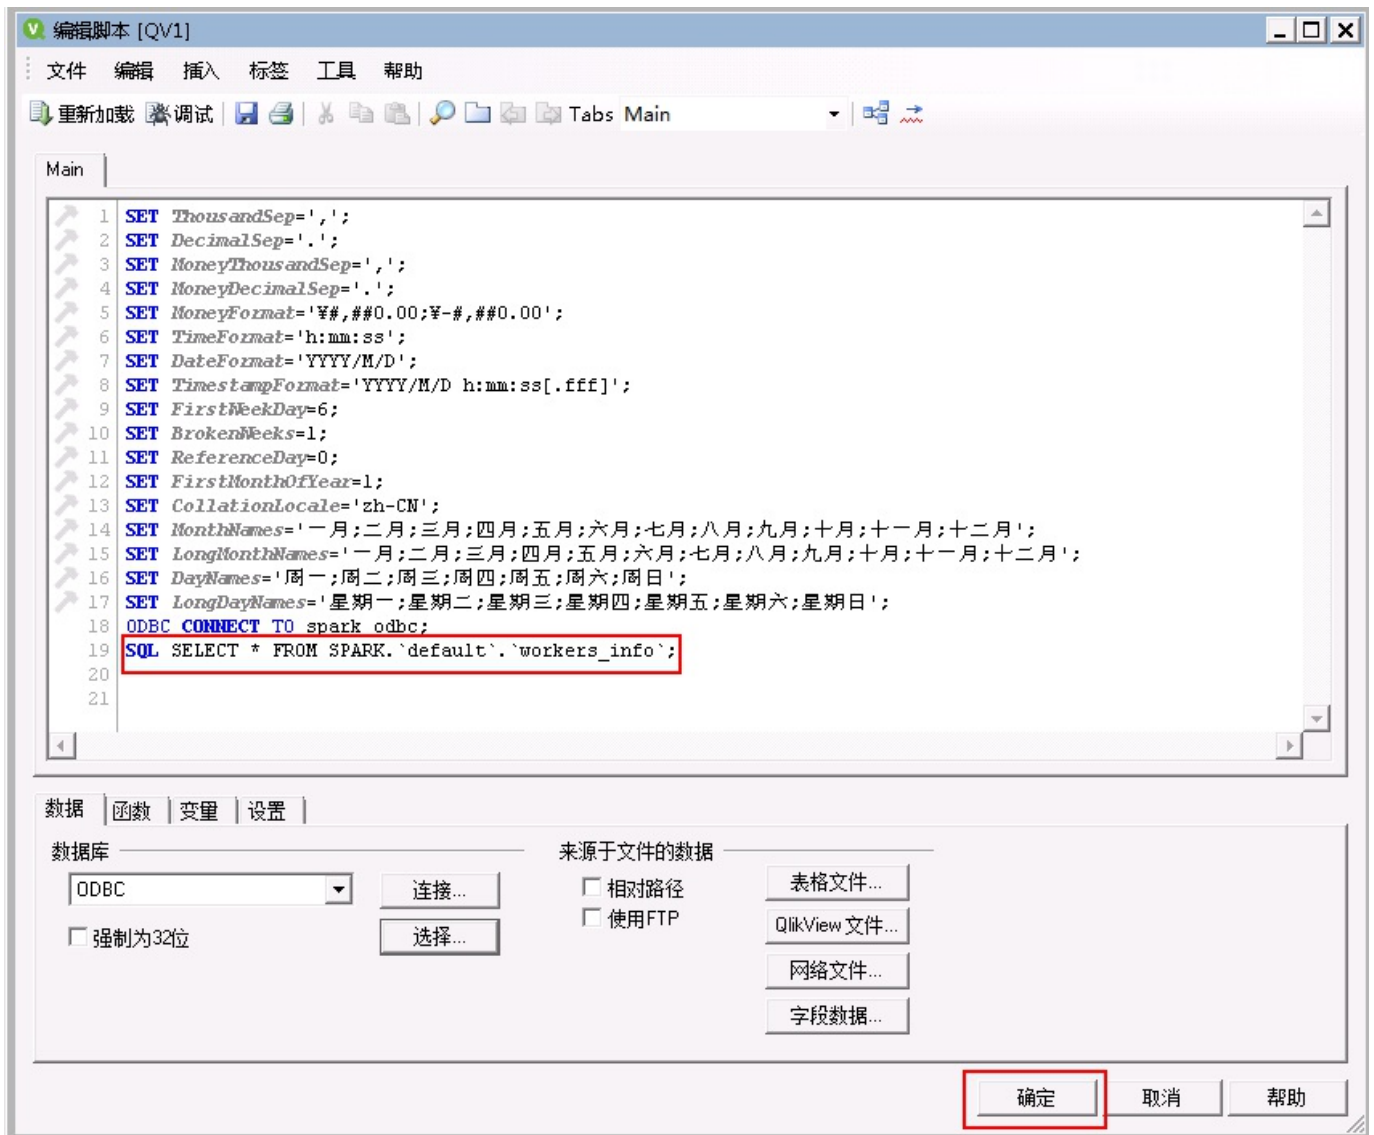 编辑脚本 [QV1]
文件 编辑 插入 标签 工具 帮助
重新加载 调试 Tabs Main
Main
1 SET ThousandSep=',';
2 SET DecimalSep='.';
3 SET MoneyThousandSep=',';
4 SET MoneyDecimalSep='.';
5 SET MoneyFormat='¥#,##0.00;¥-#,##0.00';
6 SET TimeFormat='h:mm:ss';
7 SET DateFormat='YYYY/M/D';
8 SET TimestampFormat='YYYY/M/D h:mm:ss[.fff]';
9 SET FirstWeekDay=6;
10 SET BrokenWeeks=1;
11 SET ReferenceDay=0;
12 SET FirstMonthOfYear=1;
13 SET CollationLocale='zh-CN';
14 SET MonthNames='一月;二月;三月;四月;五月;六月;七月;八月;九月;十月;十一月;十二月';
15 SET LongMonthNames='一月;二月;三月;四月;五月;六月;七月;八月;九月;十月;十一月;十二月';
16 SET DayNames='周一;周二;周三;周四;周五;周六;周日';
17 SET LongDayNames='星期一;星期二;星期三;星期四;星期五;星期六;星期日';
18 ODBC CONNECT TO spark odbc;
19 SQL SELECT * FROM SPARK.`default`.`workers_info`;
20
21
数据 函数 变量 设置
数据库 来源于文件的数据
ODBC 连接... 相对路径 表格文件...
强制为32位 选择... 使用FTP QlikView 文件...
网络文件...
字段数据...
确定 取消 帮助